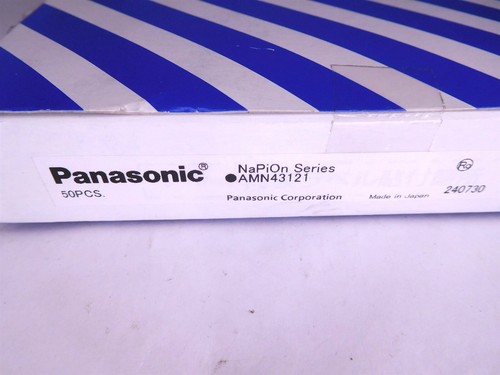 Panasonic®
50PCS.
NaPiOn Series
●AMN43121
Panasonic Corporation
Made in Japan
240730